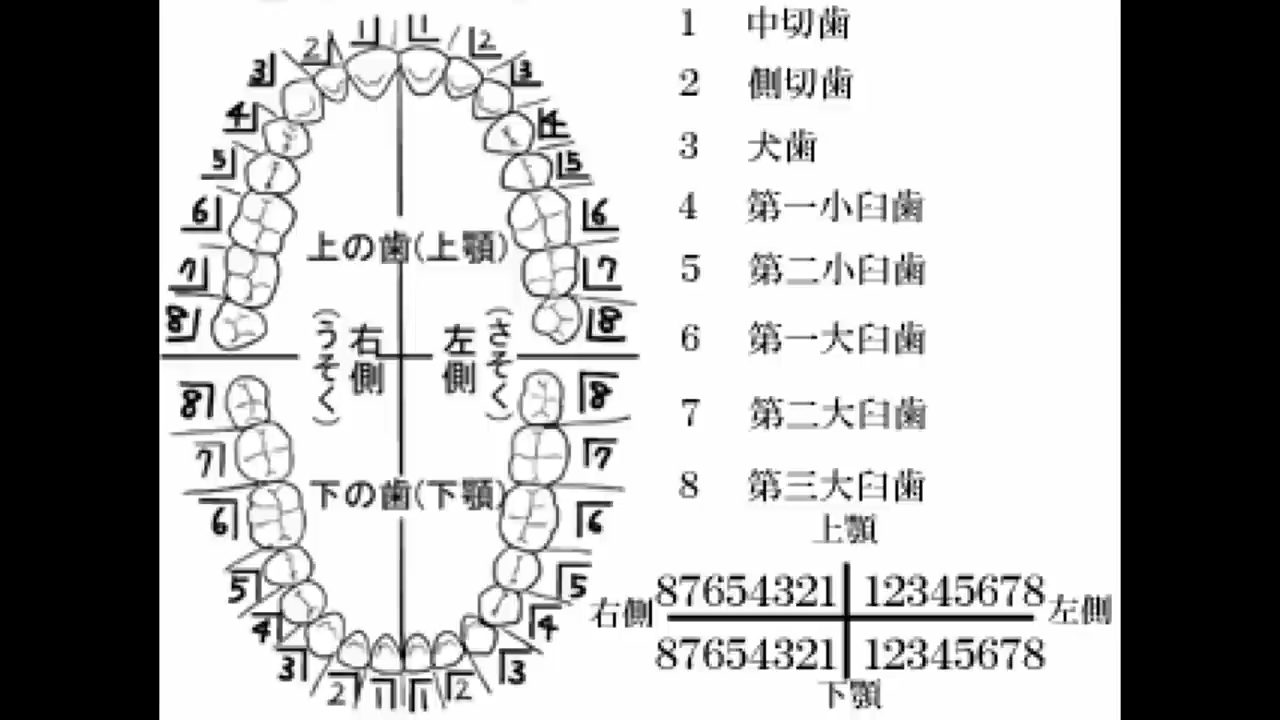 1 1
2 2
3 3
4 4
5 5
6 6
7 7
8 8
上の歯(上顎)
右側
(うそく)
左側
(さそく)
下の歯(下顎)
8 8
7 7
6 6
5 5
4 4
3 3
2 1 1 2
1 中切歯
2 側切歯
3 犬歯
4 第一小臼歯
5 第二小臼歯
6 第一大臼歯
7 第二大臼歯
8 第三大臼歯
上顎
87654321 12345678
右側 左側
87654321 12345678
下顎